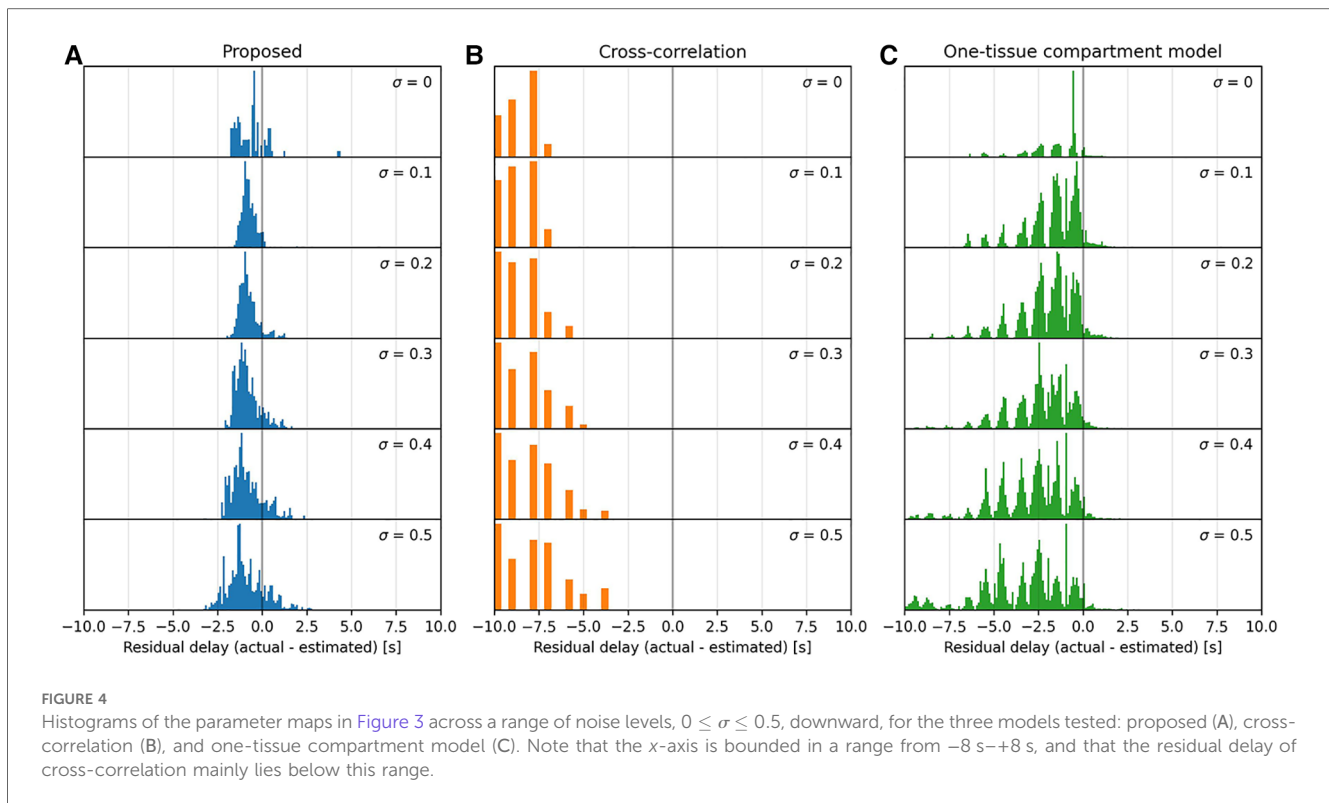 A Proposed
σ = 0
σ = 0.1
σ = 0.2
σ = 0.3
σ = 0.4
σ = 0.5
−10.0 −7.5 −5.0 −2.5 0.0 2.5 5.0 7.5 10.0
Residual delay (actual - estimated) [s]
B Cross-correlation
σ = 0
σ = 0.1
σ = 0.2
σ = 0.3
σ = 0.4
σ = 0.5
−10.0 −7.5 −5.0 −2.5 0.0 2.5 5.0 7.5 10.0
Residual delay (actual - estimated) [s]
C One-tissue compartment model
σ = 0
σ = 0.1
σ = 0.2
σ = 0.3
σ = 0.4
σ = 0.5
−10.0 −7.5 −5.0 −2.5 0.0 2.5 5.0 7.5 10.0
Residual delay (actual - estimated) [s]
FIGURE 4
Histograms of the parameter maps in Figure 3 across a range of noise levels, 0 ≤ σ ≤ 0.5, downward, for the three models tested: proposed (A), cross-
correlation (B), and one-tissue compartment model (C). Note that the x-axis is bounded in a range from −8 s–+8 s, and that the residual delay of
cross-correlation mainly lies below this range.